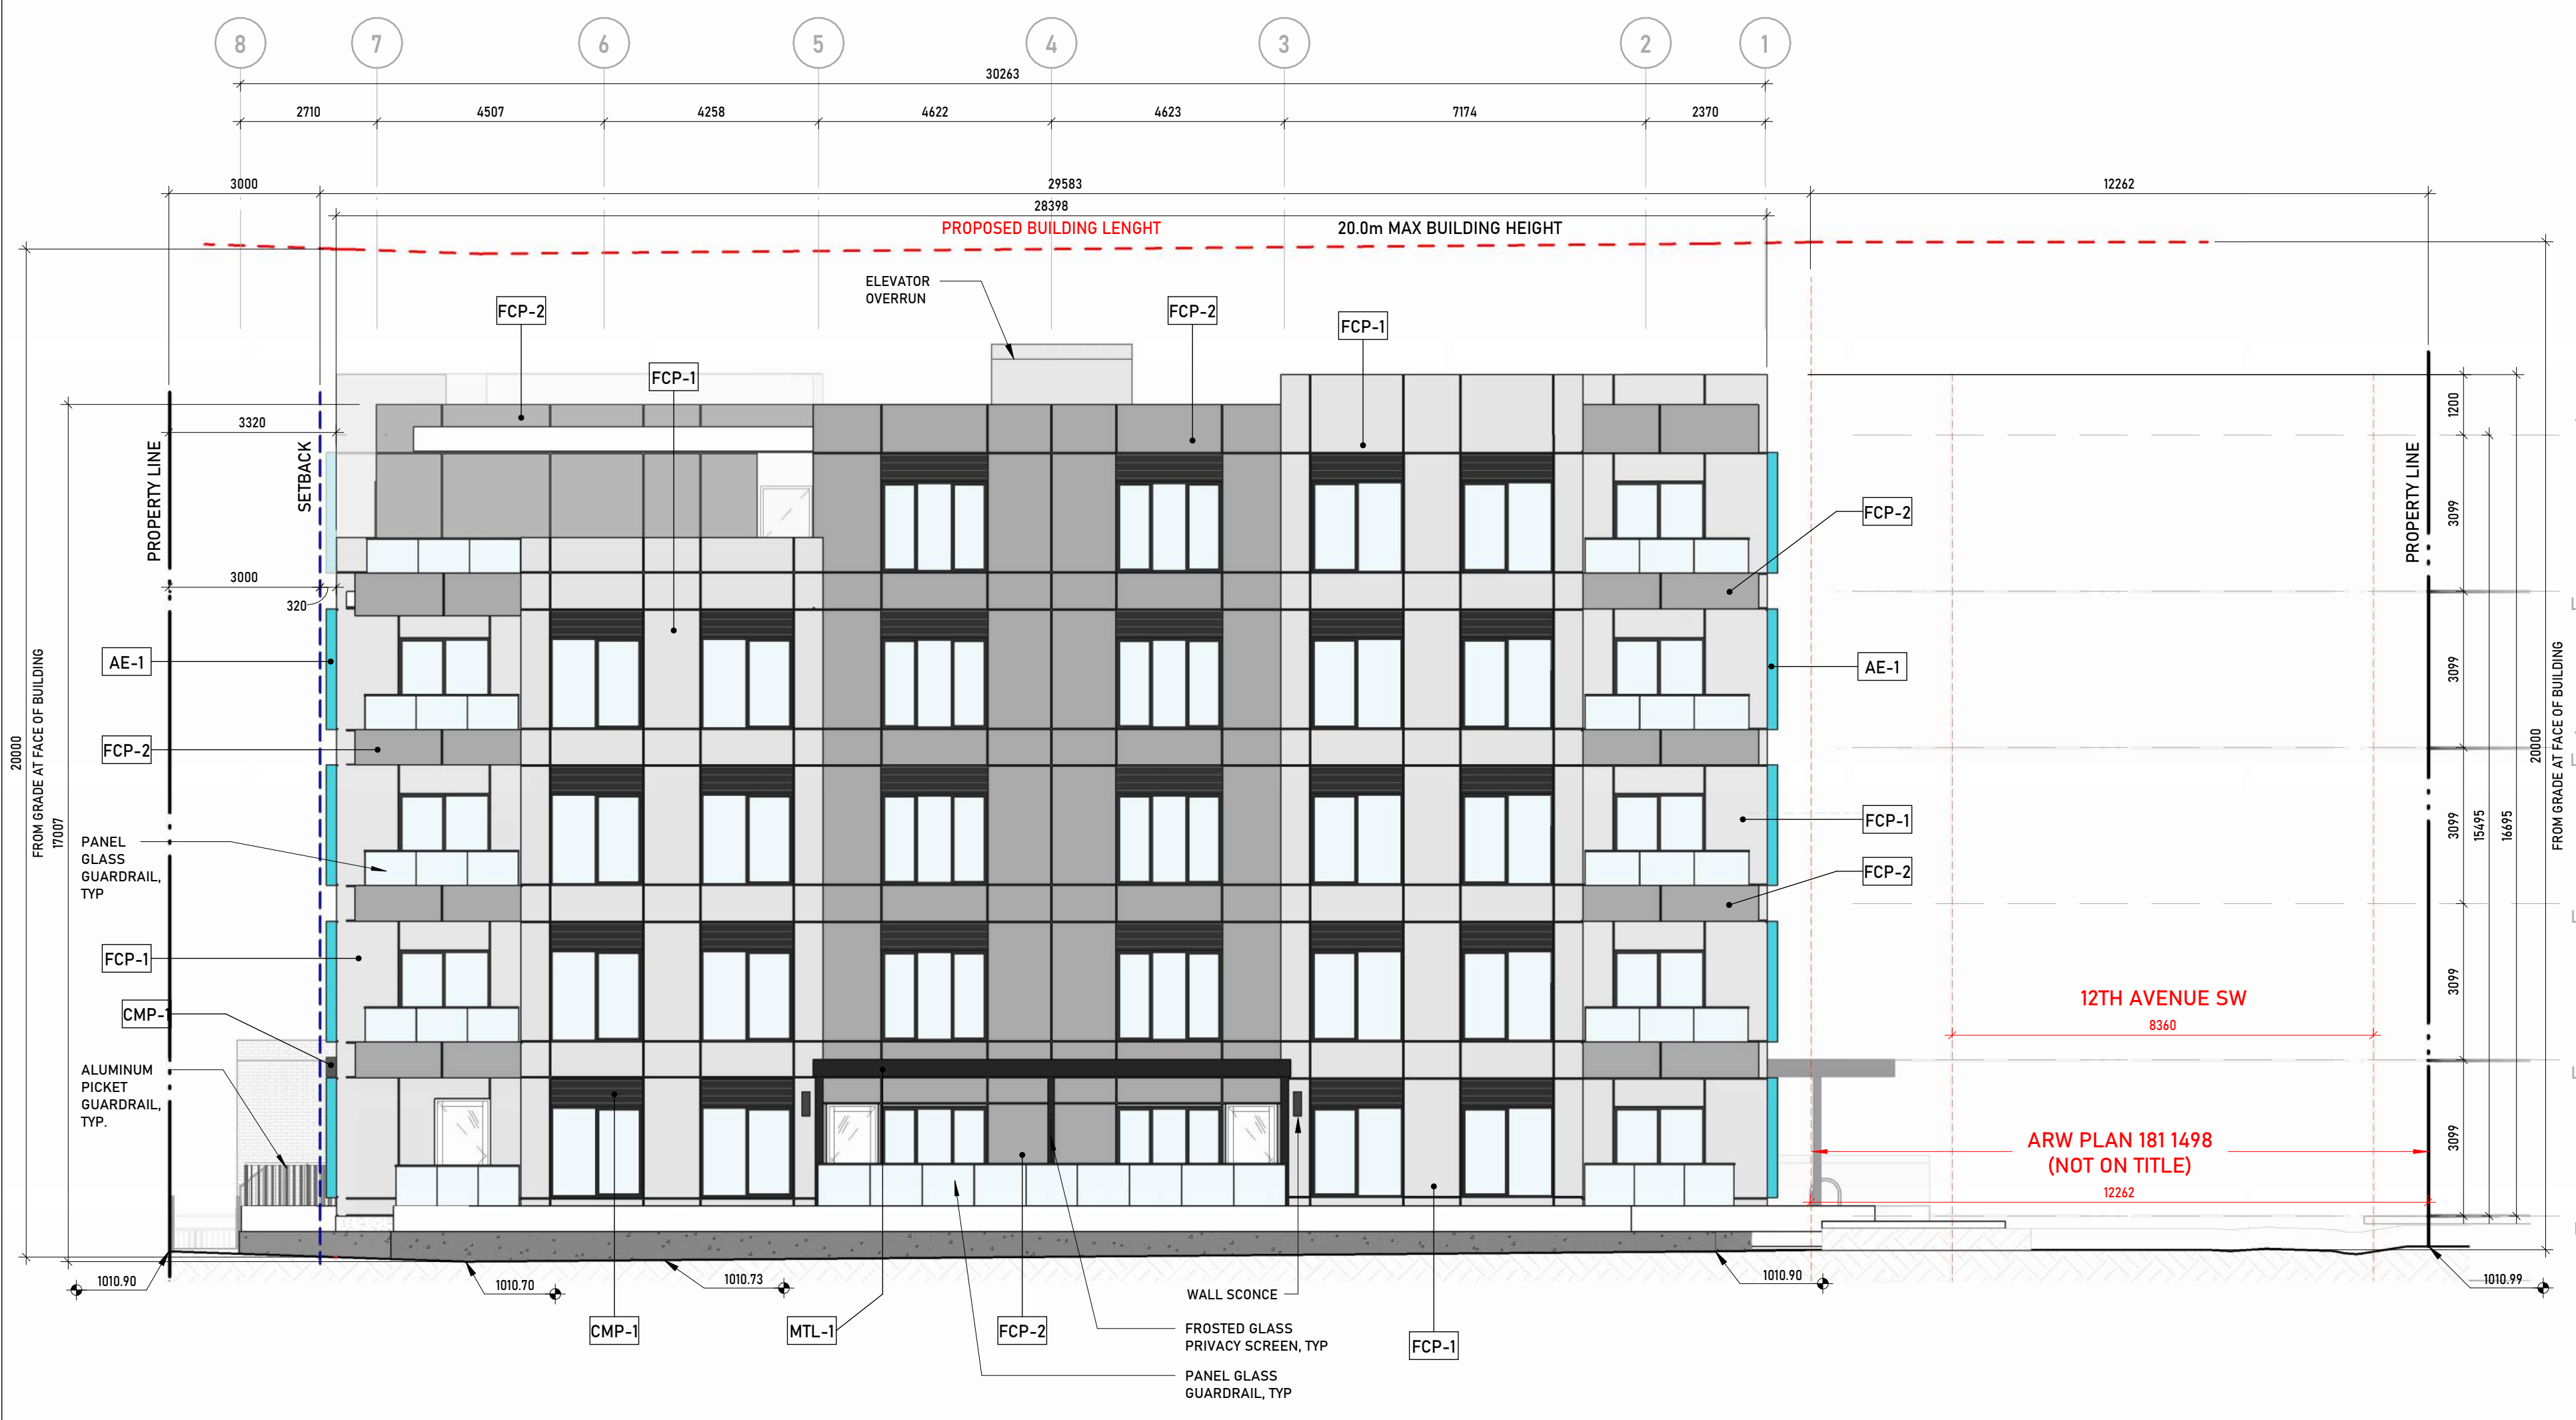 8 7 6 5 4 3 2 1
30263
2710 4507 4258 4622 4623 7174 2370
3000 29583 12262
28398
PROPOSED BUILDING LENGHT 20.0m MAX BUILDING HEIGHT
ELEVATOR
OVERRUN
FCP-2
FCP-2
FCP-1
FCP-1
3320
PROPERTY LINE
SETBACK
3000
320
AE-1
FCP-2
20000
FROM GRADE AT FACE OF BUILDING
17007
PANEL
GLASS
GUARDRAIL,
TYP
FCP-1
CMP-1
ALUMINUM
PICKET
GUARDRAIL,
TYP.
FCP-2
AE-1
FCP-1
FCP-2
PROPERTY LINE
1200
3099
3099
3099
3099
3099
15495
16695
20000
FROM GRADE AT FACE OF BUILDING
12TH AVENUE SW
8360
ARW PLAN 181 1498
(NOT ON TITLE)
12262
1010.90
1010.70
1010.73
1010.90
1010.99
CMP-1
MTL-1
FCP-2
WALL SCONCE
FROSTED GLASS
PRIVACY SCREEN, TYP
PANEL GLASS
GUARDRAIL, TYP
FCP-1